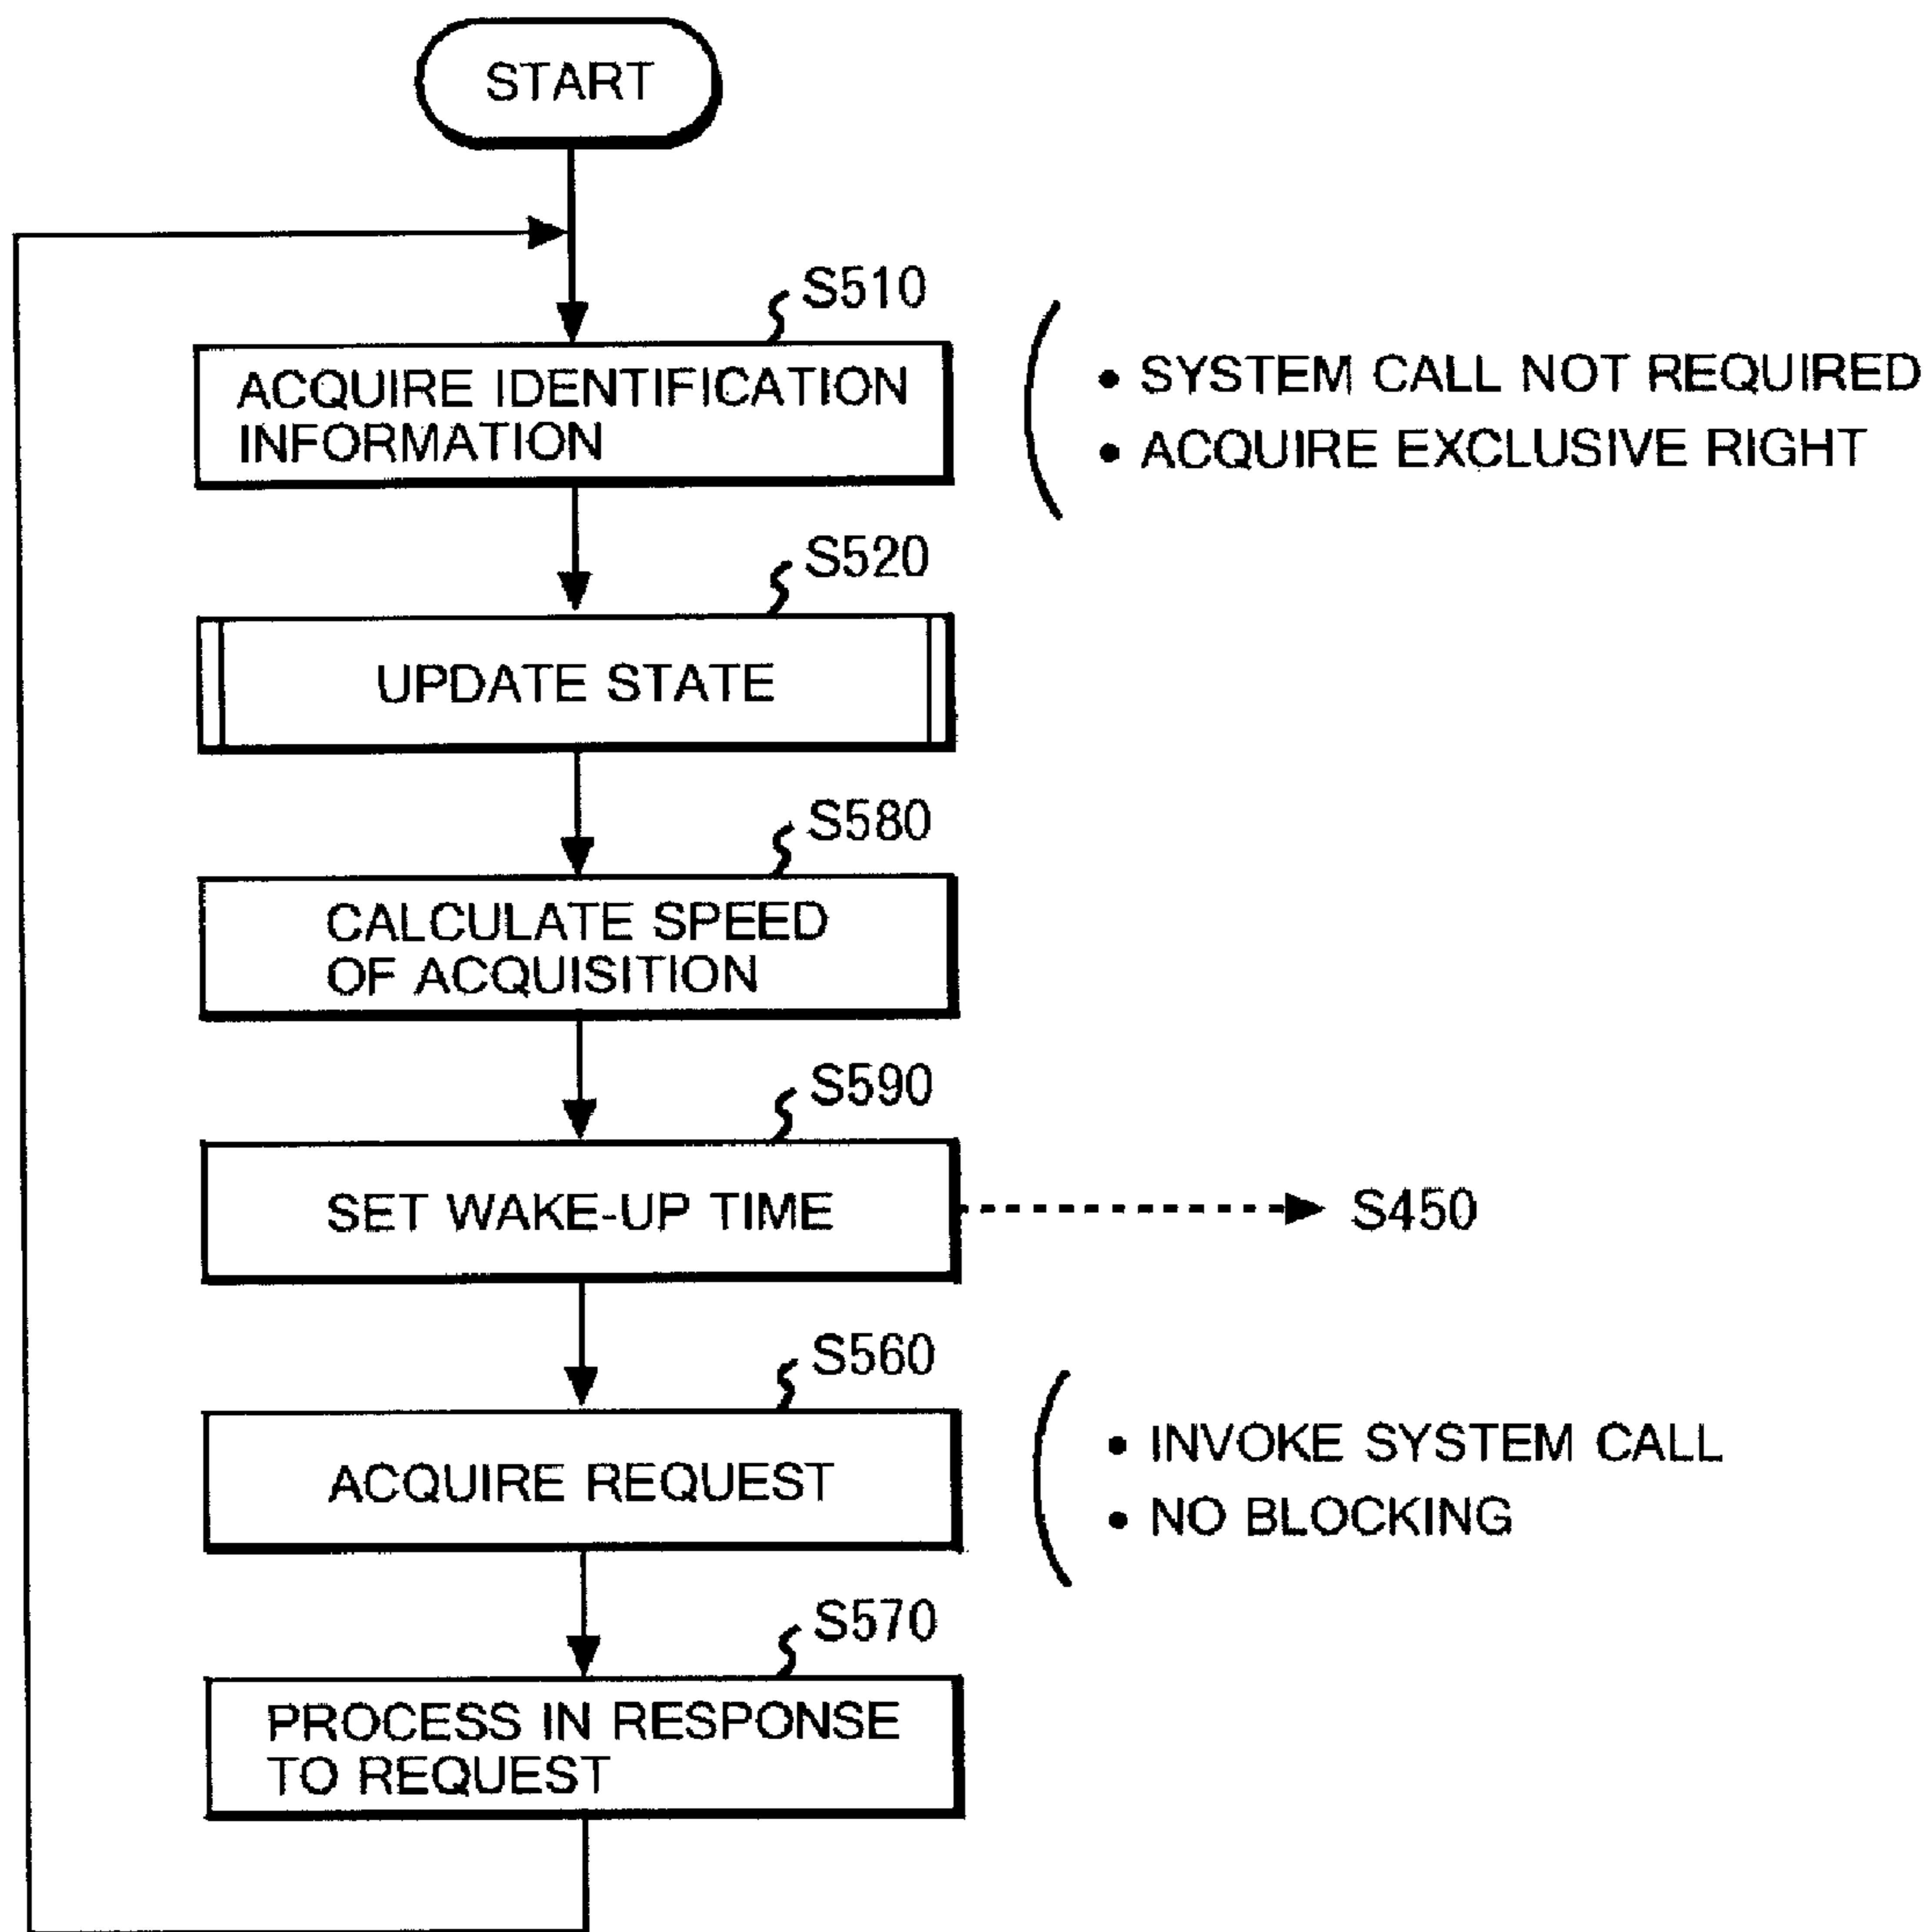 START
S510
ACQUIRE IDENTIFICATION
INFORMATION
• SYSTEM CALL NOT REQUIRED
• ACQUIRE EXCLUSIVE RIGHT
S520
UPDATE STATE
S580
CALCULATE SPEED
OF ACQUISITION
S590
SET WAKE-UP TIME
S450
S560
ACQUIRE REQUEST
• INVOKE SYSTEM CALL
• NO BLOCKING
S570
PROCESS IN RESPONSE
TO REQUEST